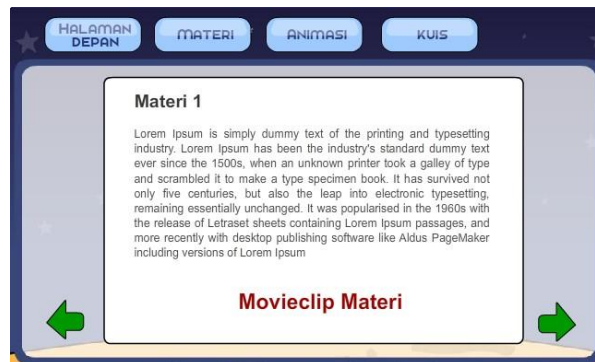 HALAMAN
DEPAN
MATERI
ANIMASI
KUIS
Materi 1
Lorem Ipsum is simply dummy text of the printing and typesetting
industry. Lorem Ipsum has been the industry's standard dummy text
ever since the 1500s, when an unknown printer took a galley of type
and scrambled it to make a type specimen book. It has survived not
only five centuries, but also the leap into electronic typesetting,
remaining essentially unchanged. It was popularised in the 1960s with
the release of Letraset sheets containing Lorem Ipsum passages, and
more recently with desktop publishing software like Aldus PageMaker
including versions of Lorem Ipsum
Movieclip Materi